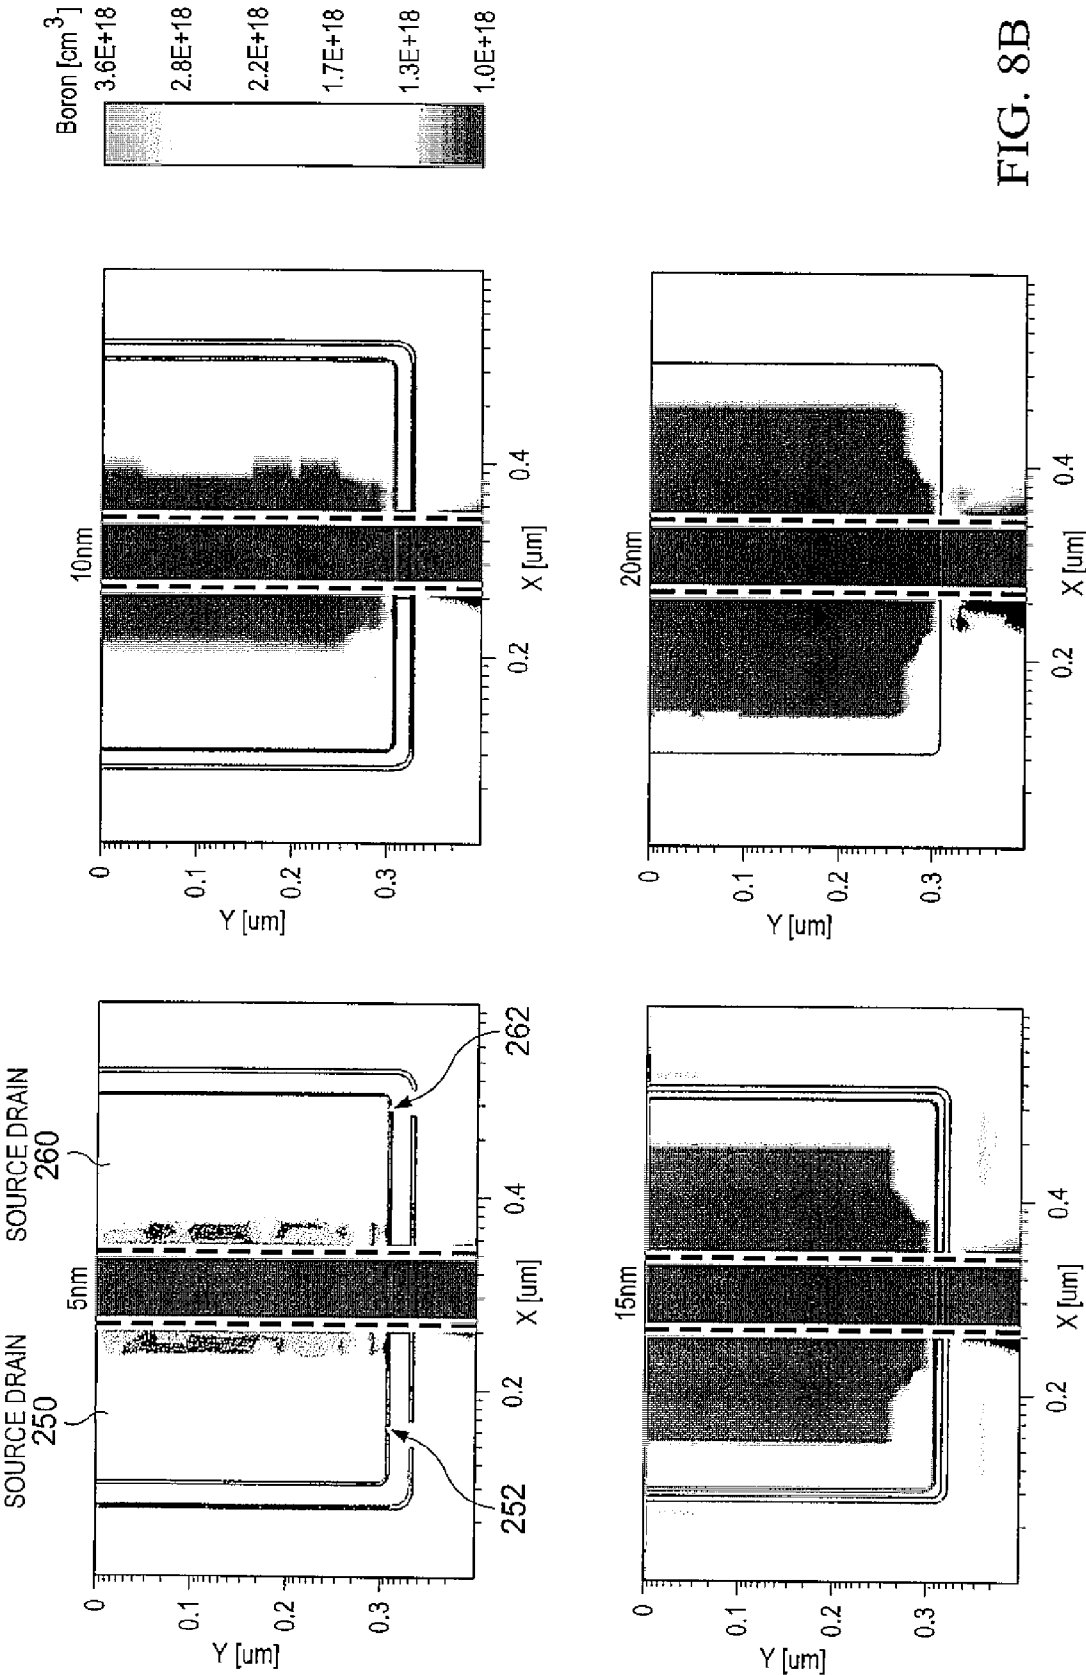 SOURCE DRAIN
250
SOURCE DRAIN
260
5nm
0
0.1
0.2
0.3
Y [um]
0.2
0.4
X [um]
252
262
10nm
0
0.1
0.2
0.3
Y [um]
0.2
0.4
X [um]
Boron [cm³]
3.6E+18
2.8E+18
2.2E+18
1.7E+18
1.3E+18
1.0E+18
15nm
0
0.1
0.2
0.3
Y [um]
0.2
0.4
X [um]
20nm
0
0.1
0.2
0.3
Y [um]
0.2
0.4
X [um]
FIG. 8B